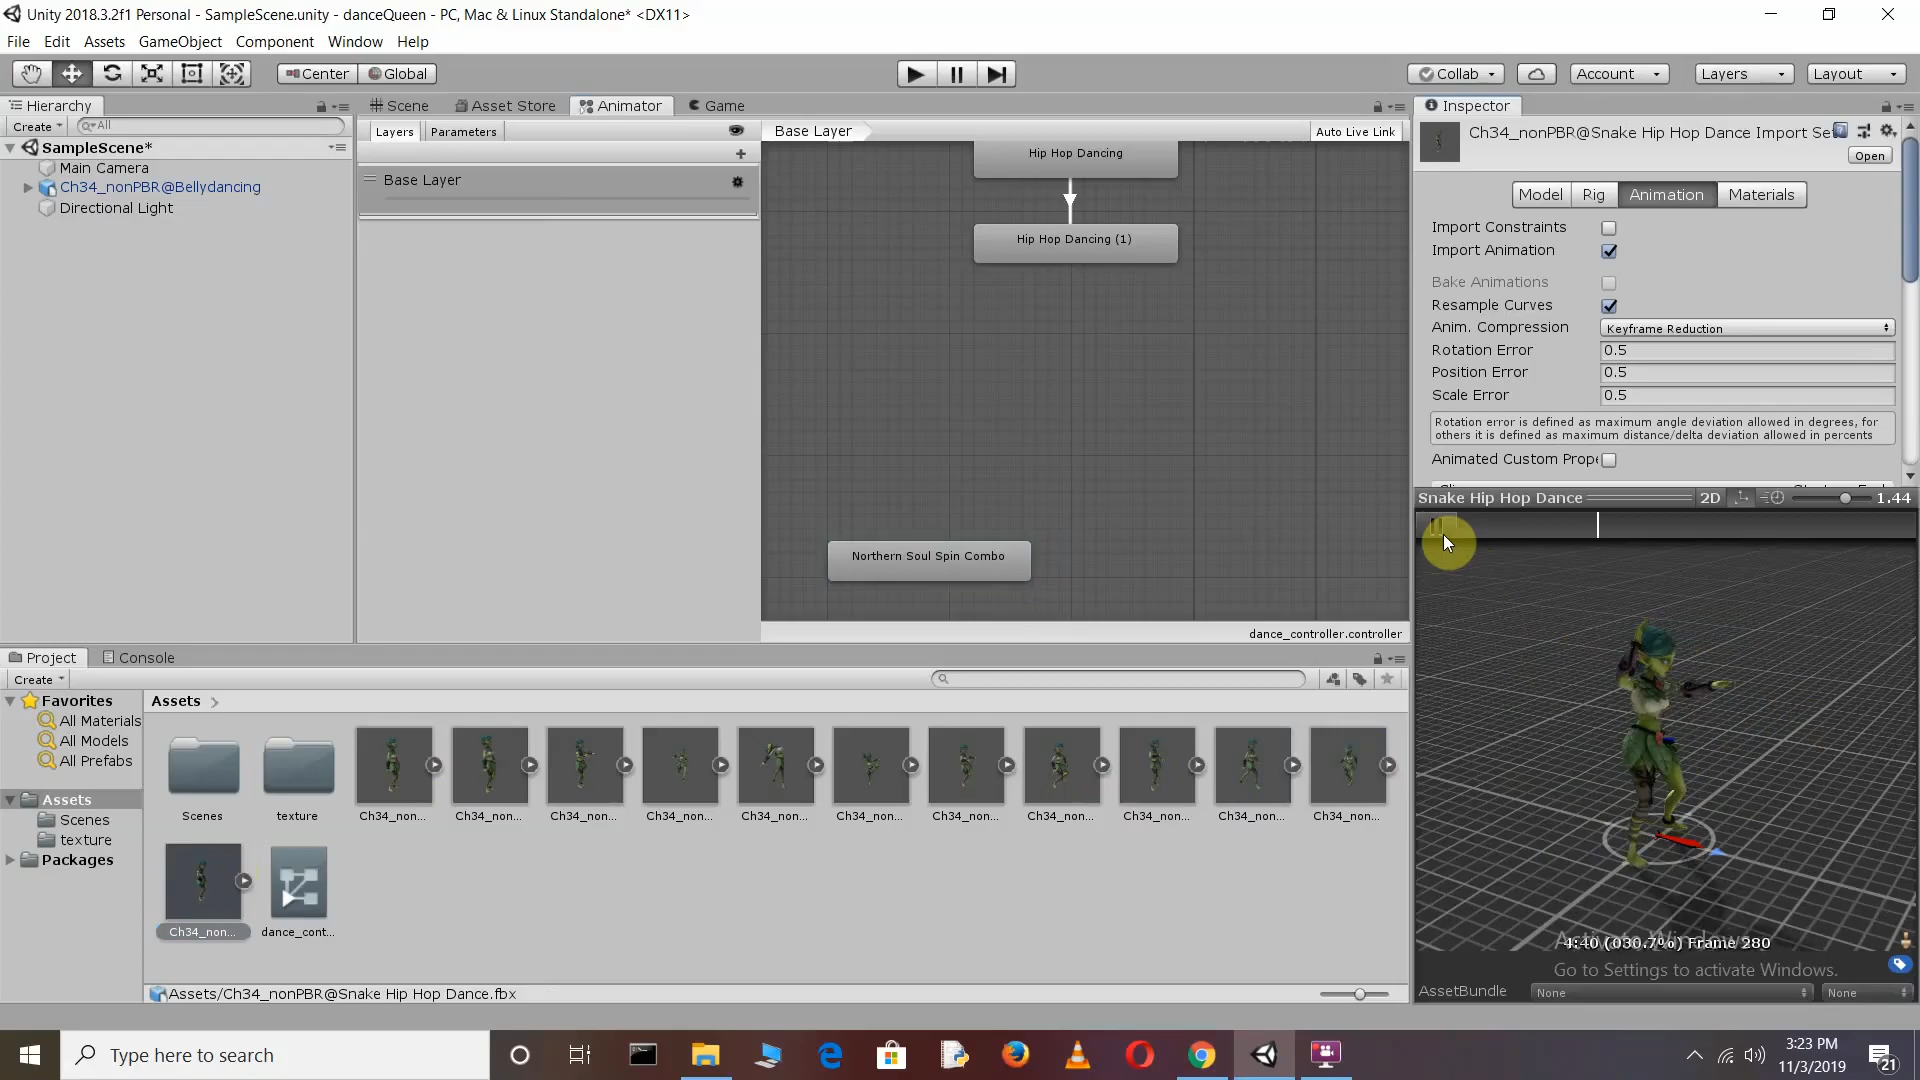 Unity 2018.3.2f1 Personal - SampleScene.unity - danceQueen - PC, Mac & Linux Standalone* <DX11>
File Edit Assets GameObject Component Window Help
Center Global Collab Account Layers Layout
Hierarchy
Create All
SampleScene*
Main Camera
Ch34_nonPBR@Bellydancing
Directional Light
Scene Asset Store Animator Game
Layers Parameters
Base Layer
Base Layer
Auto Live Link
Hip Hop Dancing
Hip Hop Dancing (1)
Northern Soul Spin Combo
dance_controller.controller
Inspector
Ch34_nonPBR@Snake Hip Hop Dance Import Se
Open
Model Rig Animation Materials
Import Constraints
Import Animation
Bake Animations
Resample Curves
Anim. Compression Keyframe Reduction
Rotation Error 0.5
Position Error 0.5
Scale Error 0.5
Rotation error is defined as maximum angle deviation allowed in degrees, for
others it is defined as maximum distance/delta deviation allowed in percents
Animated Custom Prope
Snake Hip Hop Dance 2D 1.44
4:40 (030.7%) Frame 280
Activate Windows
Go to Settings to activate Windows.
AssetBundle None None
Project Console
Create
Favorites
All Materials
All Models
All Prefabs
Assets
Scenes
texture
Packages
Assets
Scenes texture Ch34_non... Ch34_non... Ch34_non... Ch34_non... Ch34_non... Ch34_non... Ch34_non... Ch34_non... Ch34_non... Ch34_non... Ch34_non...
Ch34_non... dance_cont...
Assets/Ch34_nonPBR@Snake Hip Hop Dance.fbx
Type here to search
3:23 PM
11/3/2019
21